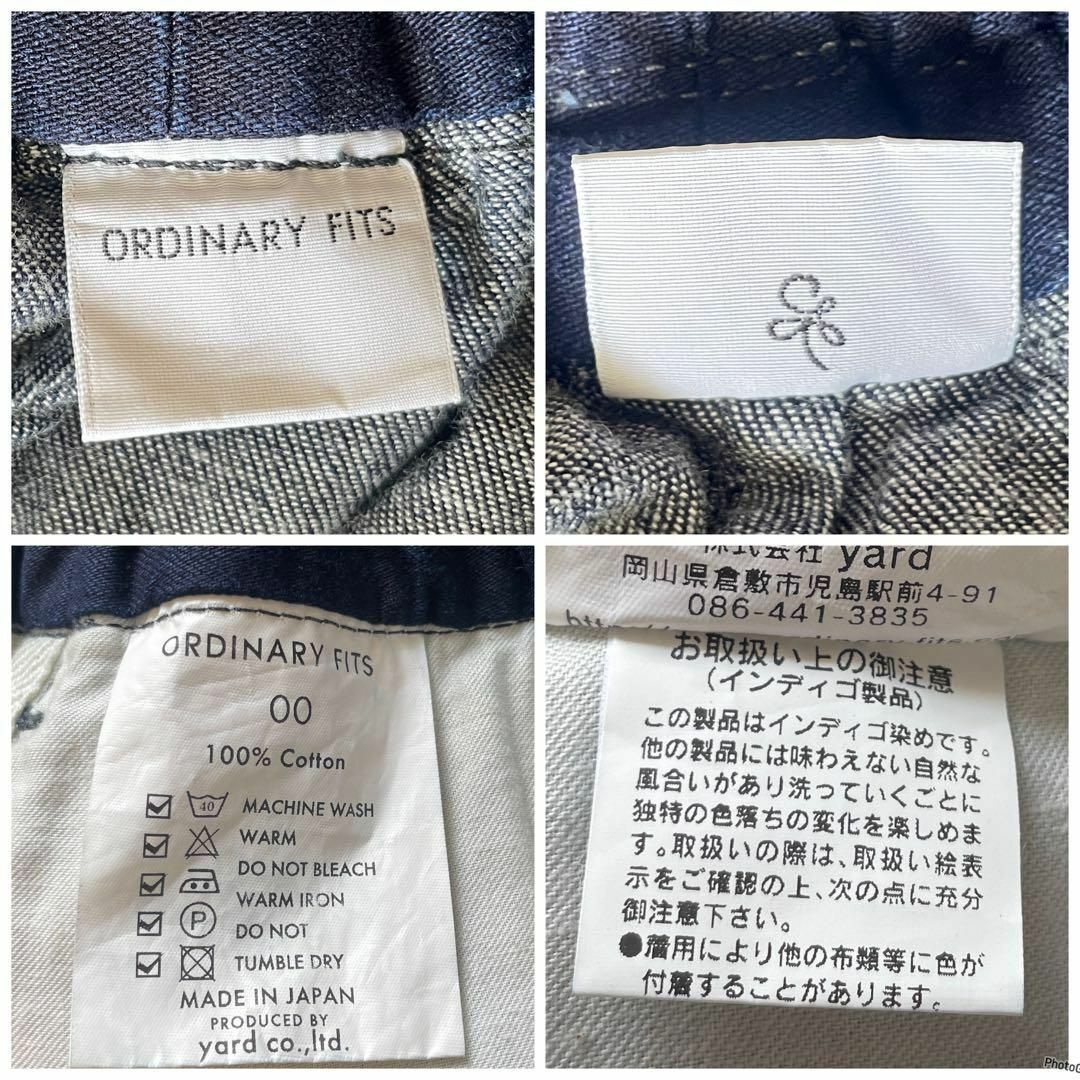 ORDINARY FITS
ORDINARY FITS
00
100% Cotton
40
MACHINE WASH
WARM
DO NOT BLEACH
WARM IRON
P
DO NOT
TUMBLE DRY
MADE IN JAPAN
PRODUCED BY
yard co.,ltd.
株式会社 yard
岡山県倉敷市児島駅前4-91
086-441-3835
お取扱い上の御注意
(インディゴ製品)
この製品はインディゴ染めです。
他の製品には味わえない自然な
風合いがあり洗っていくごとに
独特の色落ちの変化を楽しめま
す。取扱いの際は、取扱い絵表
示をご確認の上、次の点に充分
御注意下さい。
●着用により他の布類等に色が
付着することがあります。